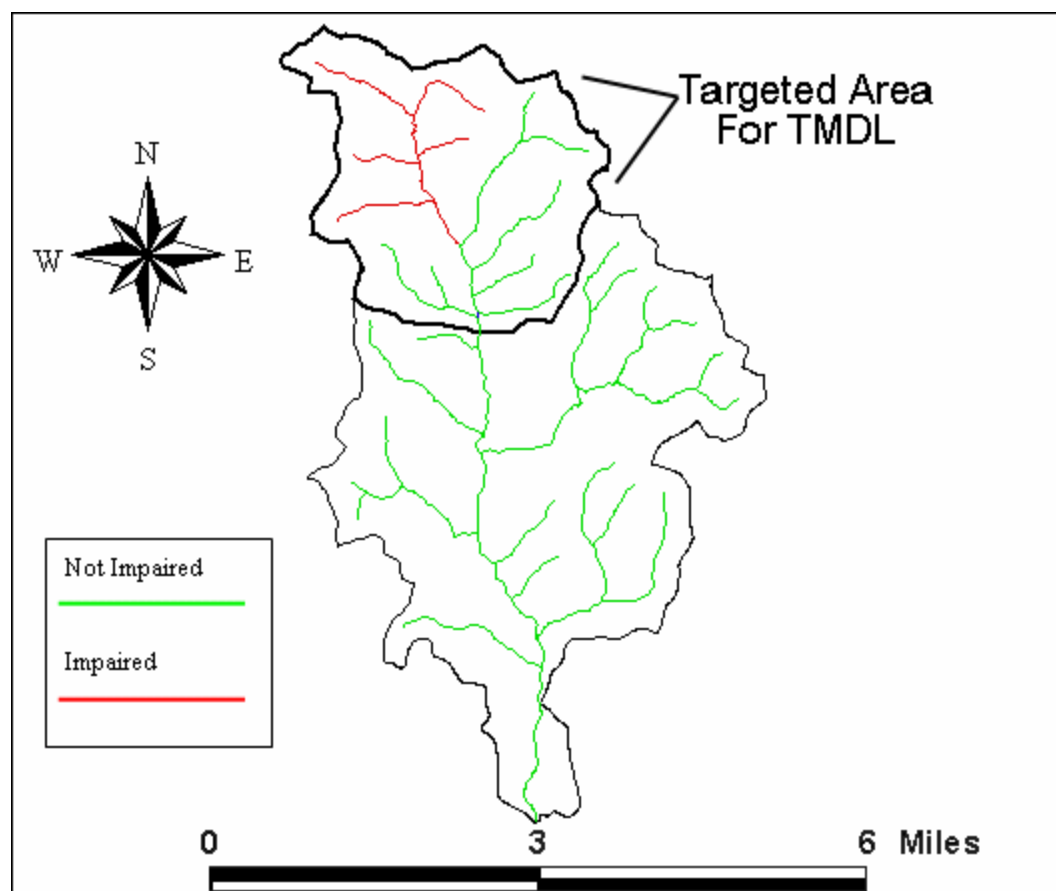 Targeted Area
For TMDL
N
W
E
S
Not Impaired
Impaired
0 3 6 Miles